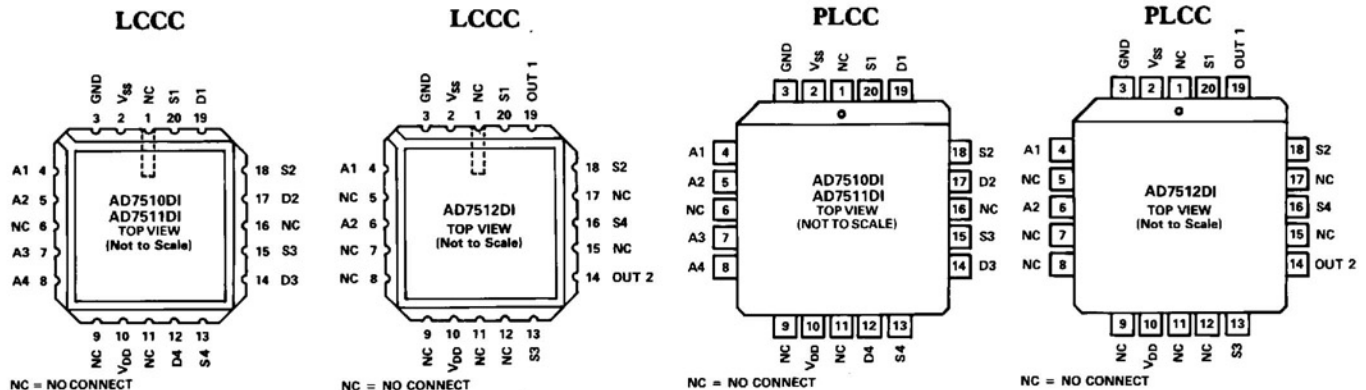 LCCC
GND VSS NC S1 D1
3 2 1 20 19
A1 4
A2 5
NC 6
A3 7
A4 8
AD7510DI
AD7511DI
TOP VIEW
(Not to Scale)
18 S2
17 D2
16 NC
15 S3
14 D3
9 10 11 12 13
NC VDD NC D4 S4
NC = NO CONNECT
LCCC
GND VSS NC S1 OUT 1
3 2 1 20 19
A1 4
NC 5
A2 6
NC 7
NC 8
AD7512DI
TOP VIEW
(Not to Scale)
18 S2
17 NC
16 S4
15 NC
14 OUT 2
9 10 11 12 13
NC VDD NC NC S3
NC = NO CONNECT
PLCC
GND VSS NC S1 D1
3 2 1 20 19
A1 4
A2 5
NC 6
A3 7
A4 8
AD7510DI
AD7511DI
TOP VIEW
(NOT TO SCALE)
18 S2
17 D2
16 NC
15 S3
14 D3
9 10 11 12 13
NC VDD NC D4 S4
NC = NO CONNECT
PLCC
GND VSS NC S1 OUT 1
3 2 1 20 19
A1 4
NC 5
A2 6
NC 7
NC 8
AD7512DI
TOP VIEW
(Not to Scale)
18 S2
17 NC
16 S4
15 NC
14 OUT 2
9 10 11 12 13
NC VDD NC NC S3
NC = NO CONNECT